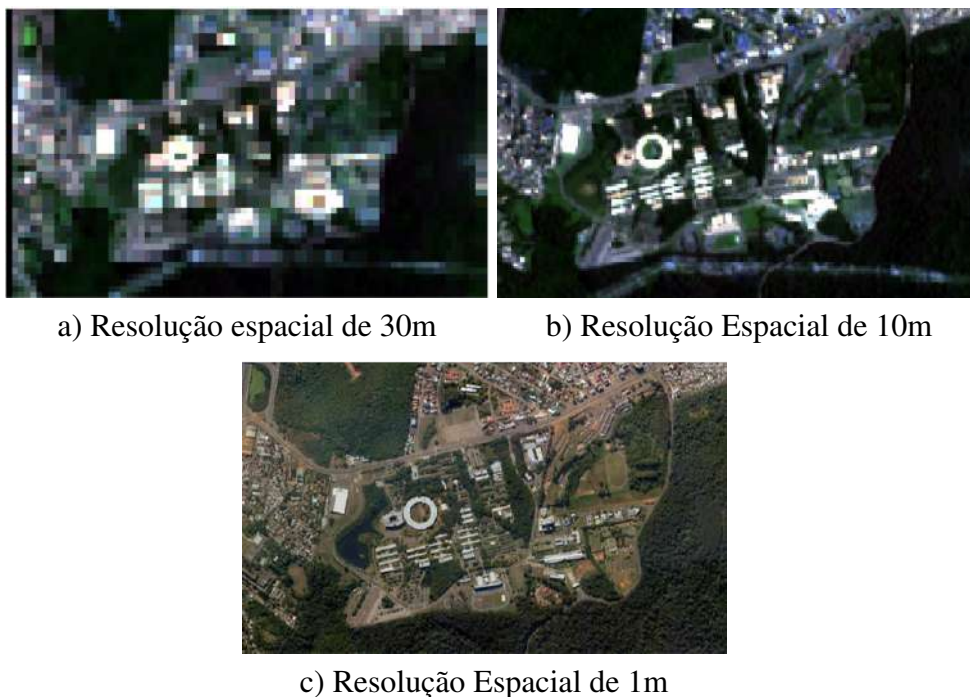 a) Resolução espacial de 30m
b) Resolução Espacial de 10m
c) Resolução Espacial de 1m